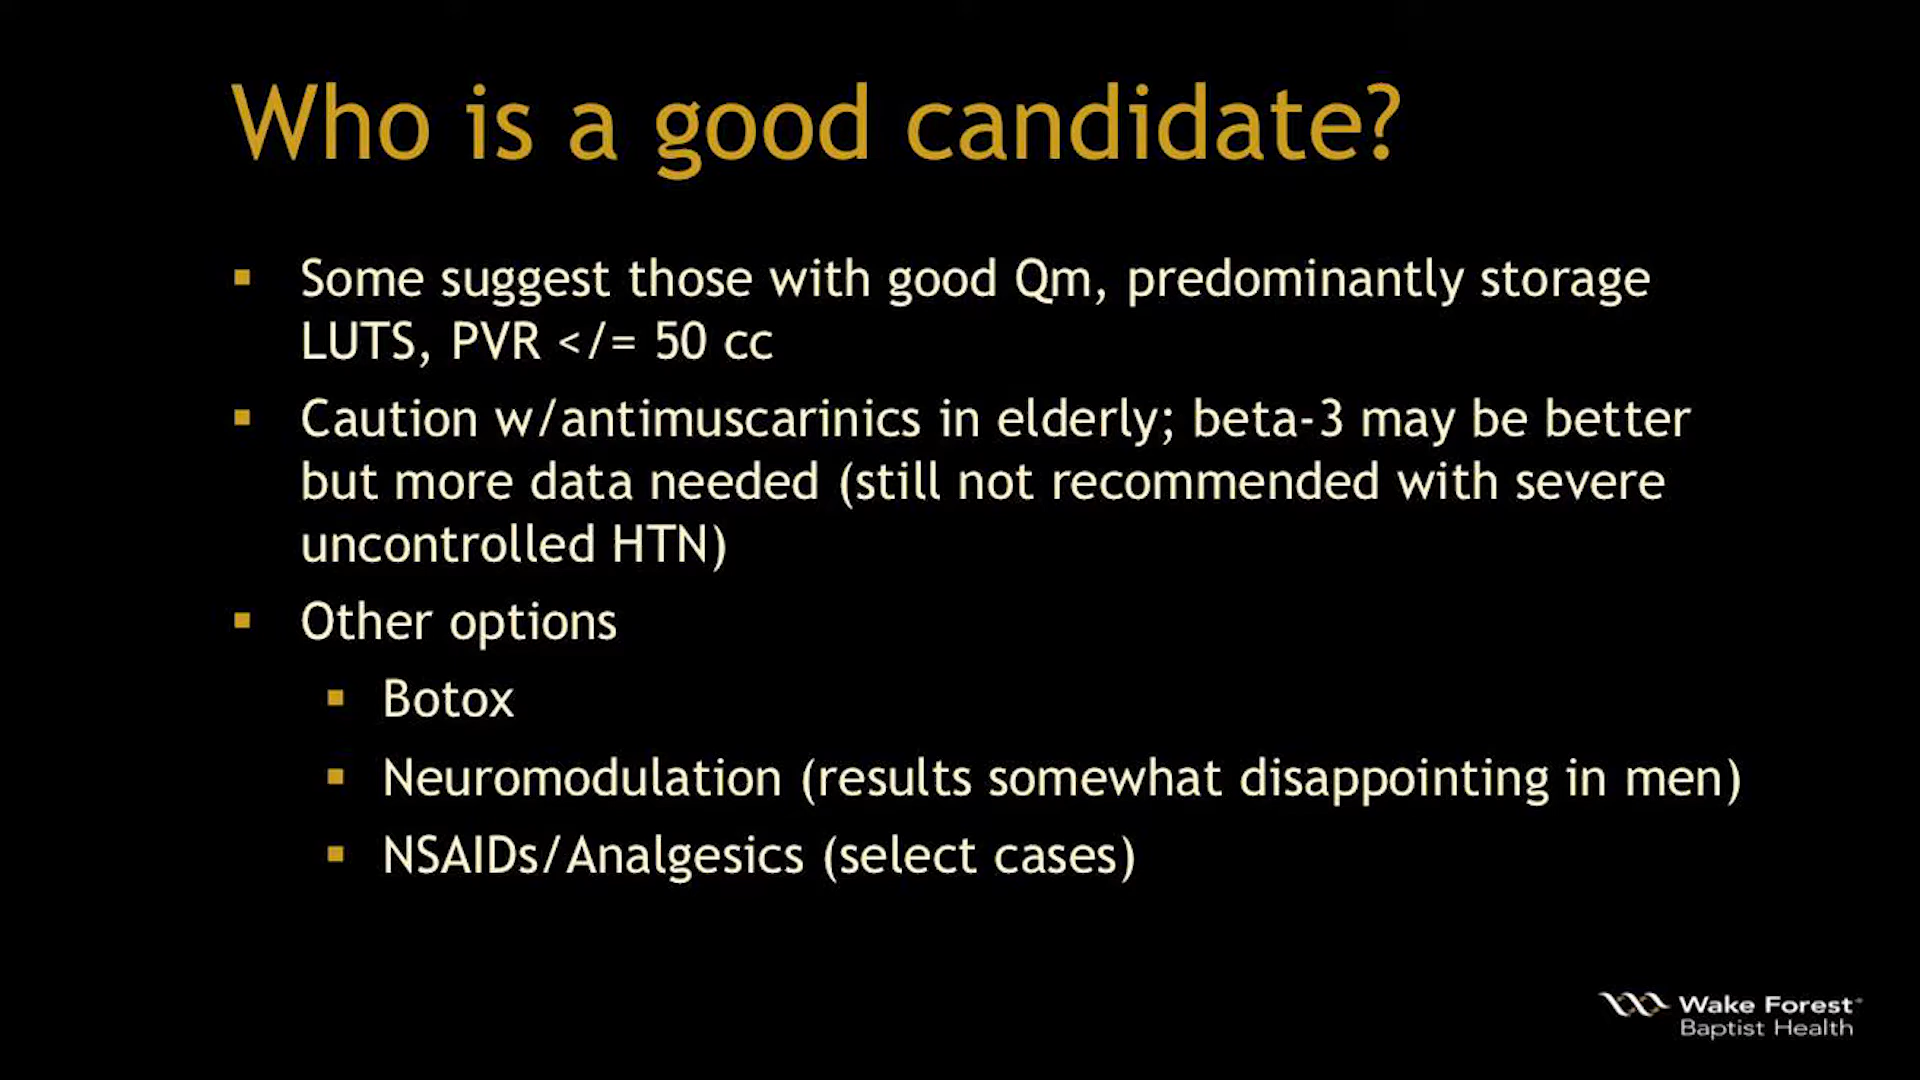 Who is a good candidate?
▪ Some suggest those with good Qm, predominantly storage
LUTS, PVR </= 50 cc
▪ Caution w/antimuscarinics in elderly; beta-3 may be better
but more data needed (still not recommended with severe
uncontrolled HTN)
▪ Other options
▪ Botox
▪ Neuromodulation (results somewhat disappointing in men)
▪ NSAIDs/Analgesics (select cases)
Wake Forest
Baptist Health